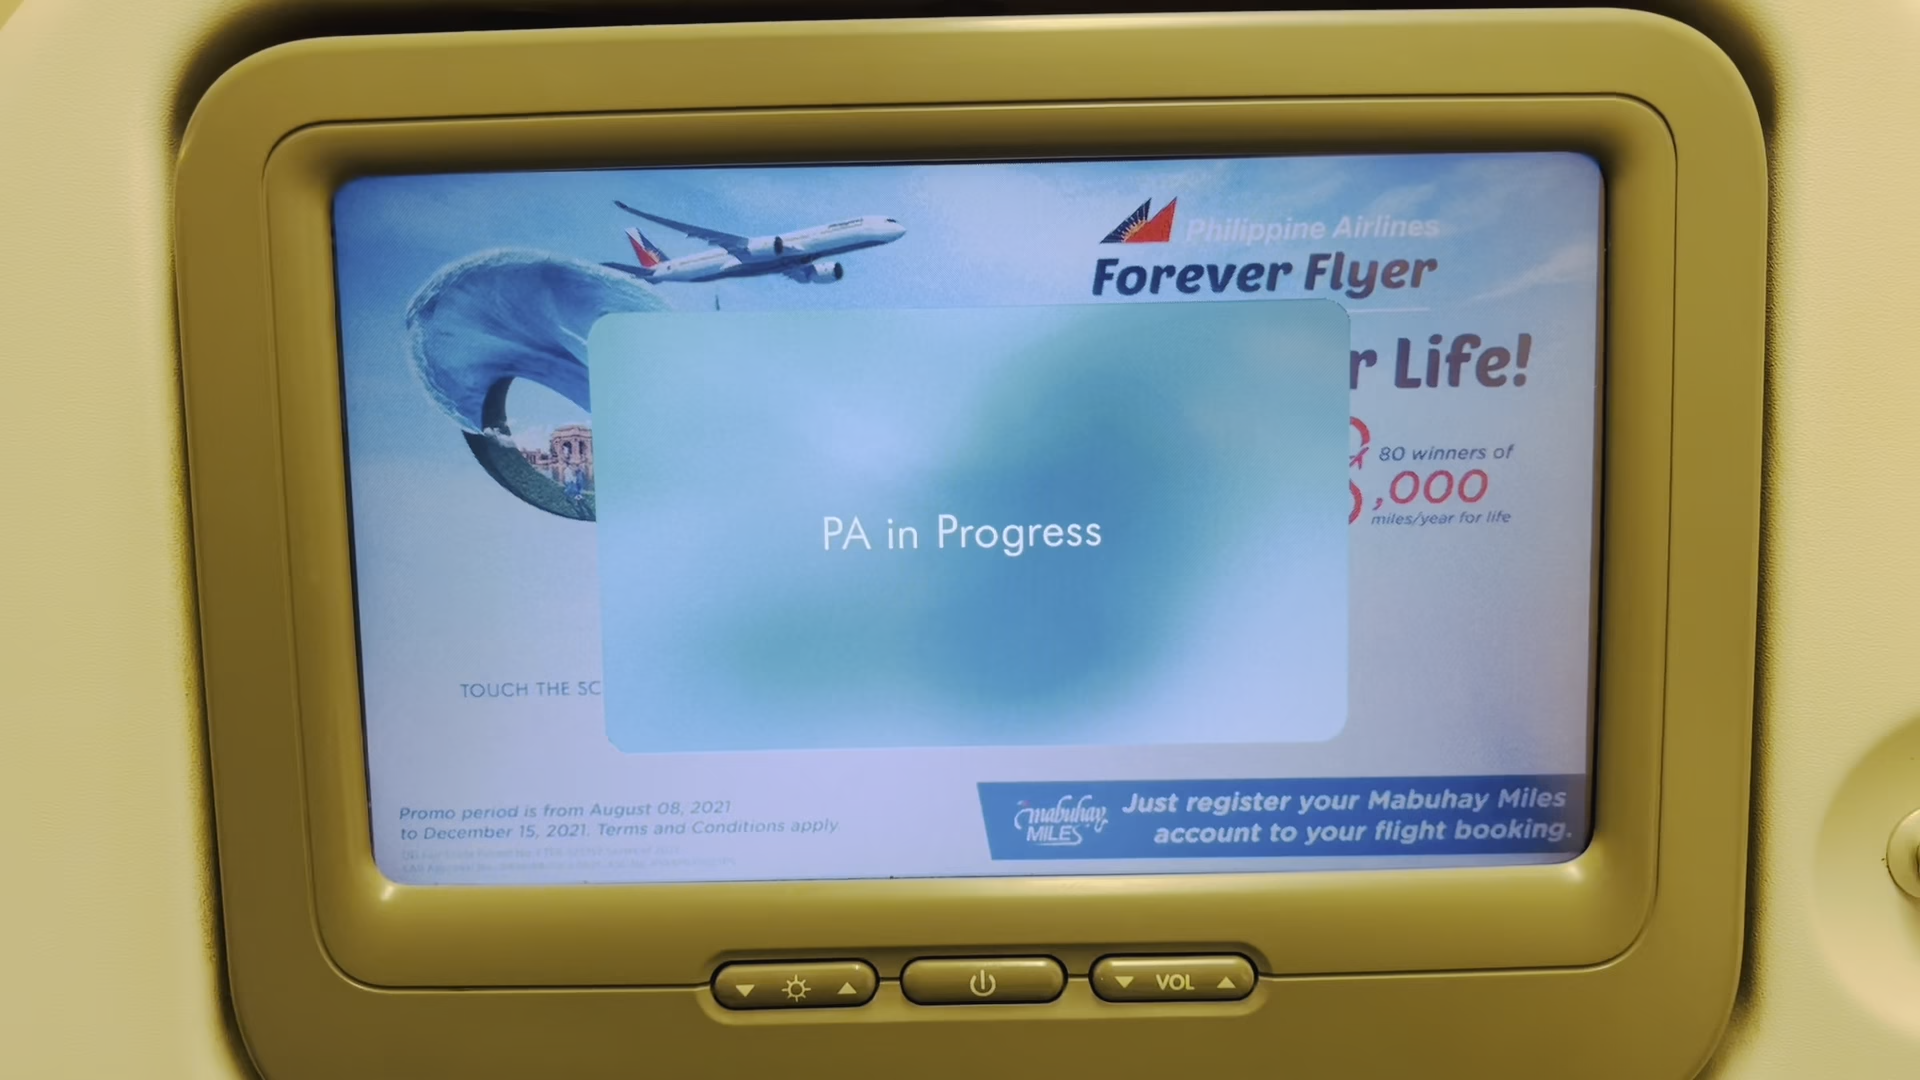 Philippine Airlines
Forever Flyer
r Life!
80 winners of
8,000
miles/year for life
PA in Progress
TOUCH THE SC
Promo period is from August 08, 2021
to December 15, 2021. Terms and Conditions apply
mabuhay
MILES
Just register your Mabuhay Miles
account to your flight booking.
VOL